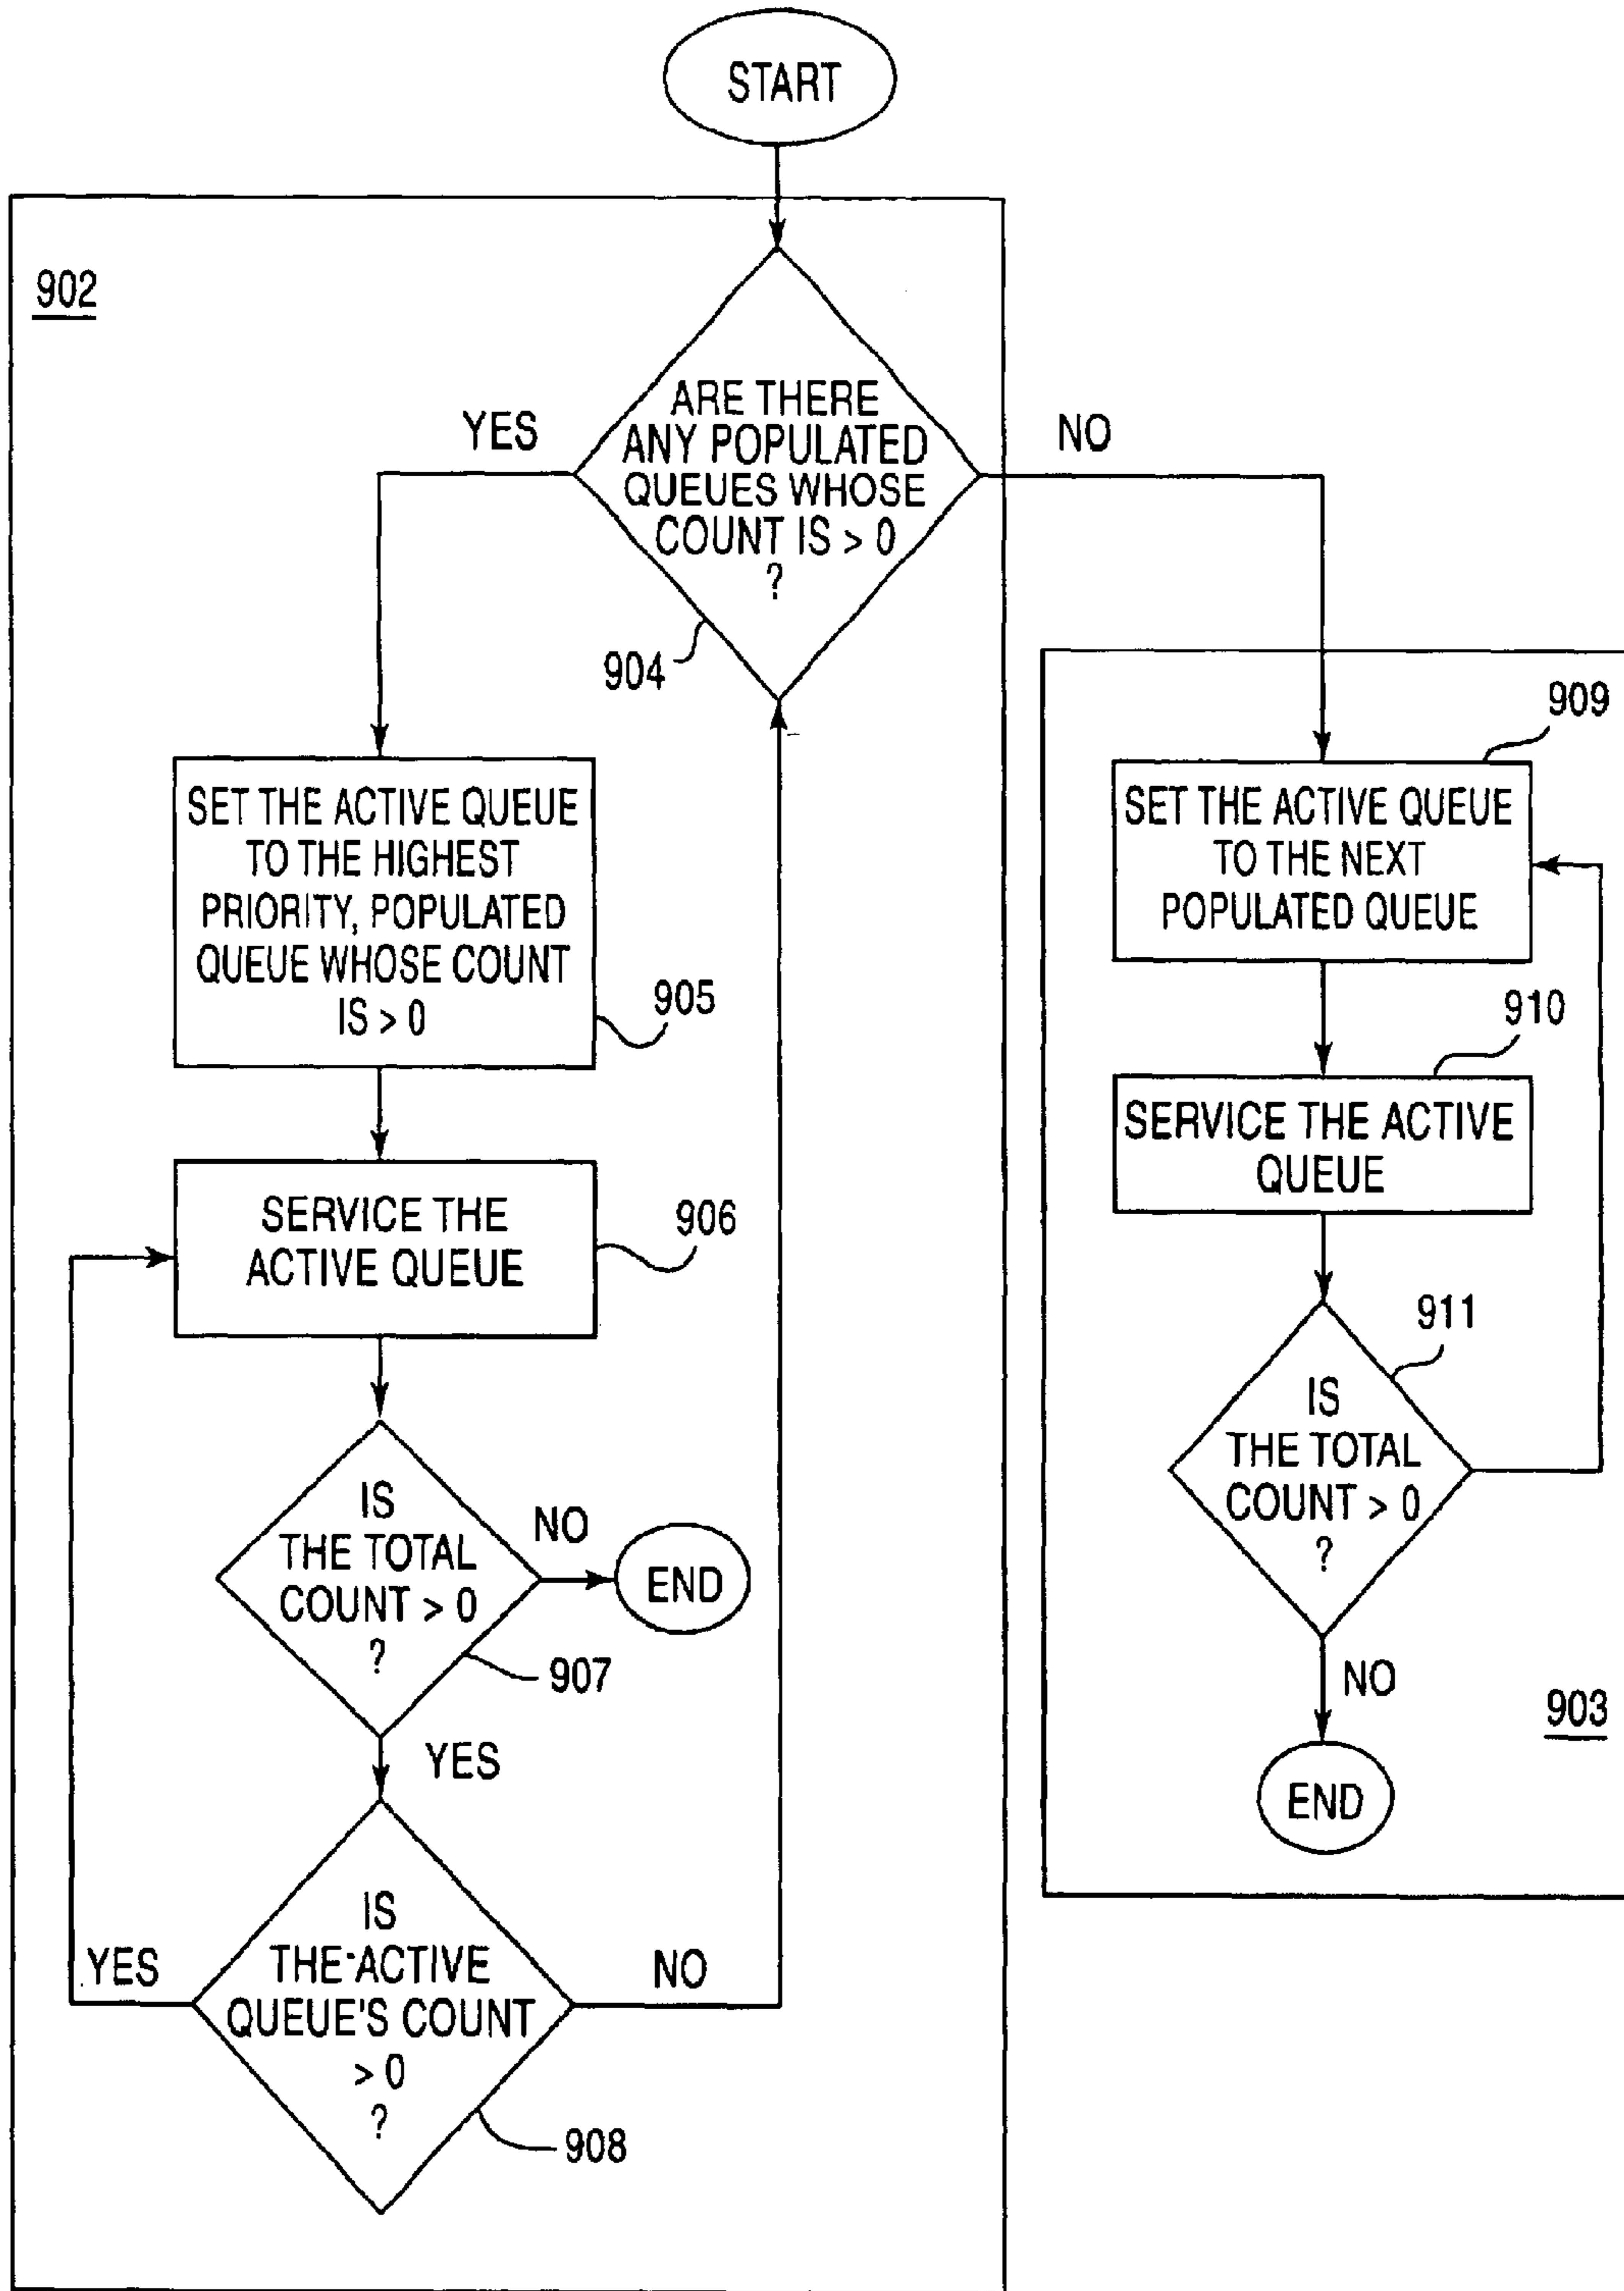 START
902
ARE THERE
ANY POPULATED
QUEUES WHOSE
COUNT IS > 0
?
YES
NO
904
SET THE ACTIVE QUEUE
TO THE HIGHEST
PRIORITY, POPULATED
QUEUE WHOSE COUNT
IS > 0
905
SERVICE THE
ACTIVE QUEUE
906
IS
THE TOTAL
COUNT > 0
?
NO
END
907
YES
IS
THE ACTIVE
QUEUE'S COUNT
> 0
?
YES
NO
908
909
SET THE ACTIVE QUEUE
TO THE NEXT
POPULATED QUEUE
910
SERVICE THE ACTIVE
QUEUE
911
IS
THE TOTAL
COUNT > 0
?
NO
903
END